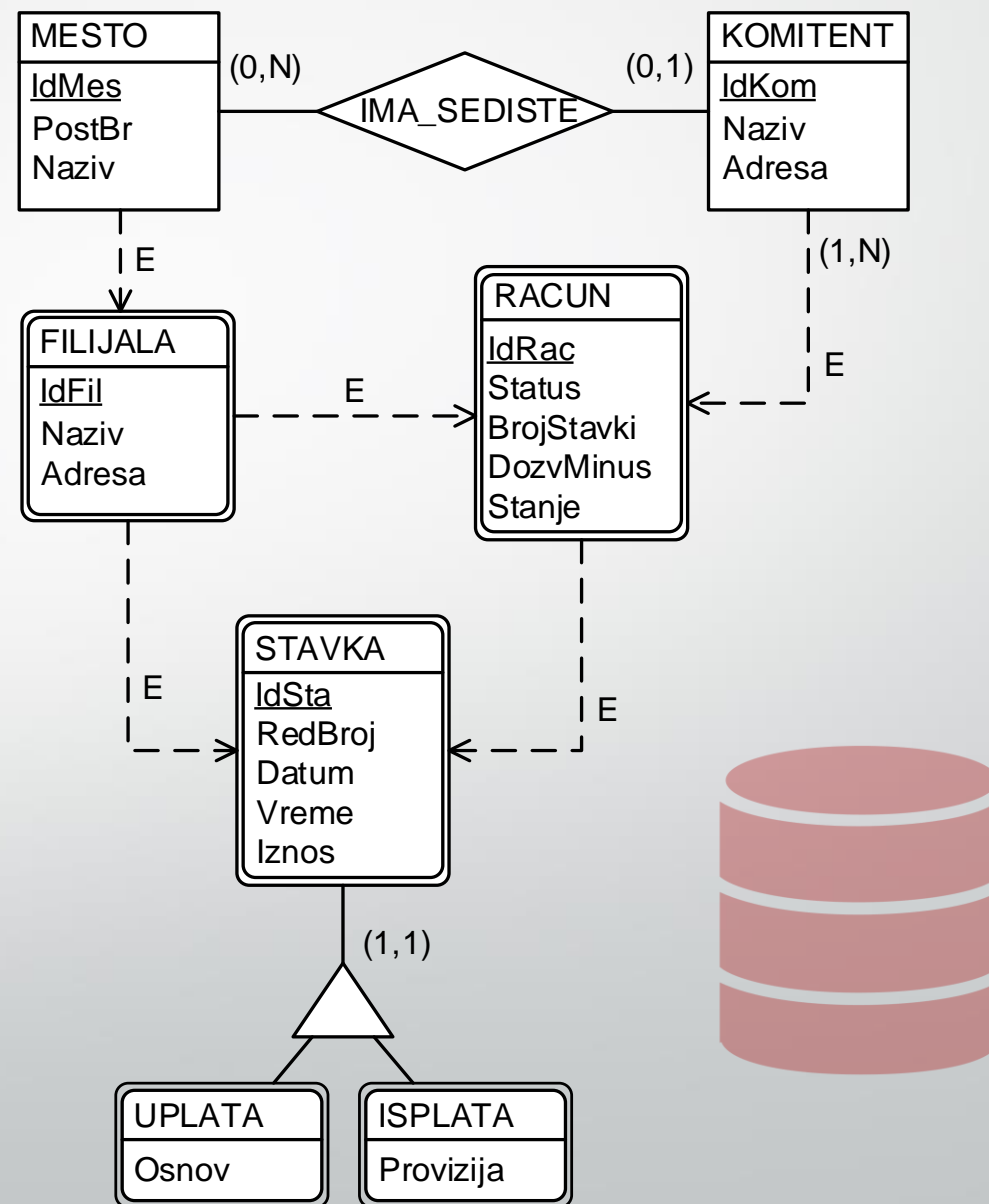 MESTO
IdMes
PostBr
Naziv
(0,N)
IMA_SEDISTE
(0,1)
KOMITENT
IdKom
Naziv
Adresa
E
(1,N)
E
FILIJALA
IdFil
Naziv
Adresa
E
RACUN
IdRac
Status
BrojStavki
DozvMinus
Stanje
E
E
STAVKA
IdSta
RedBroj
Datum
Vreme
Iznos
(1,1)
UPLATA
Osnov
ISPLATA
Provizija